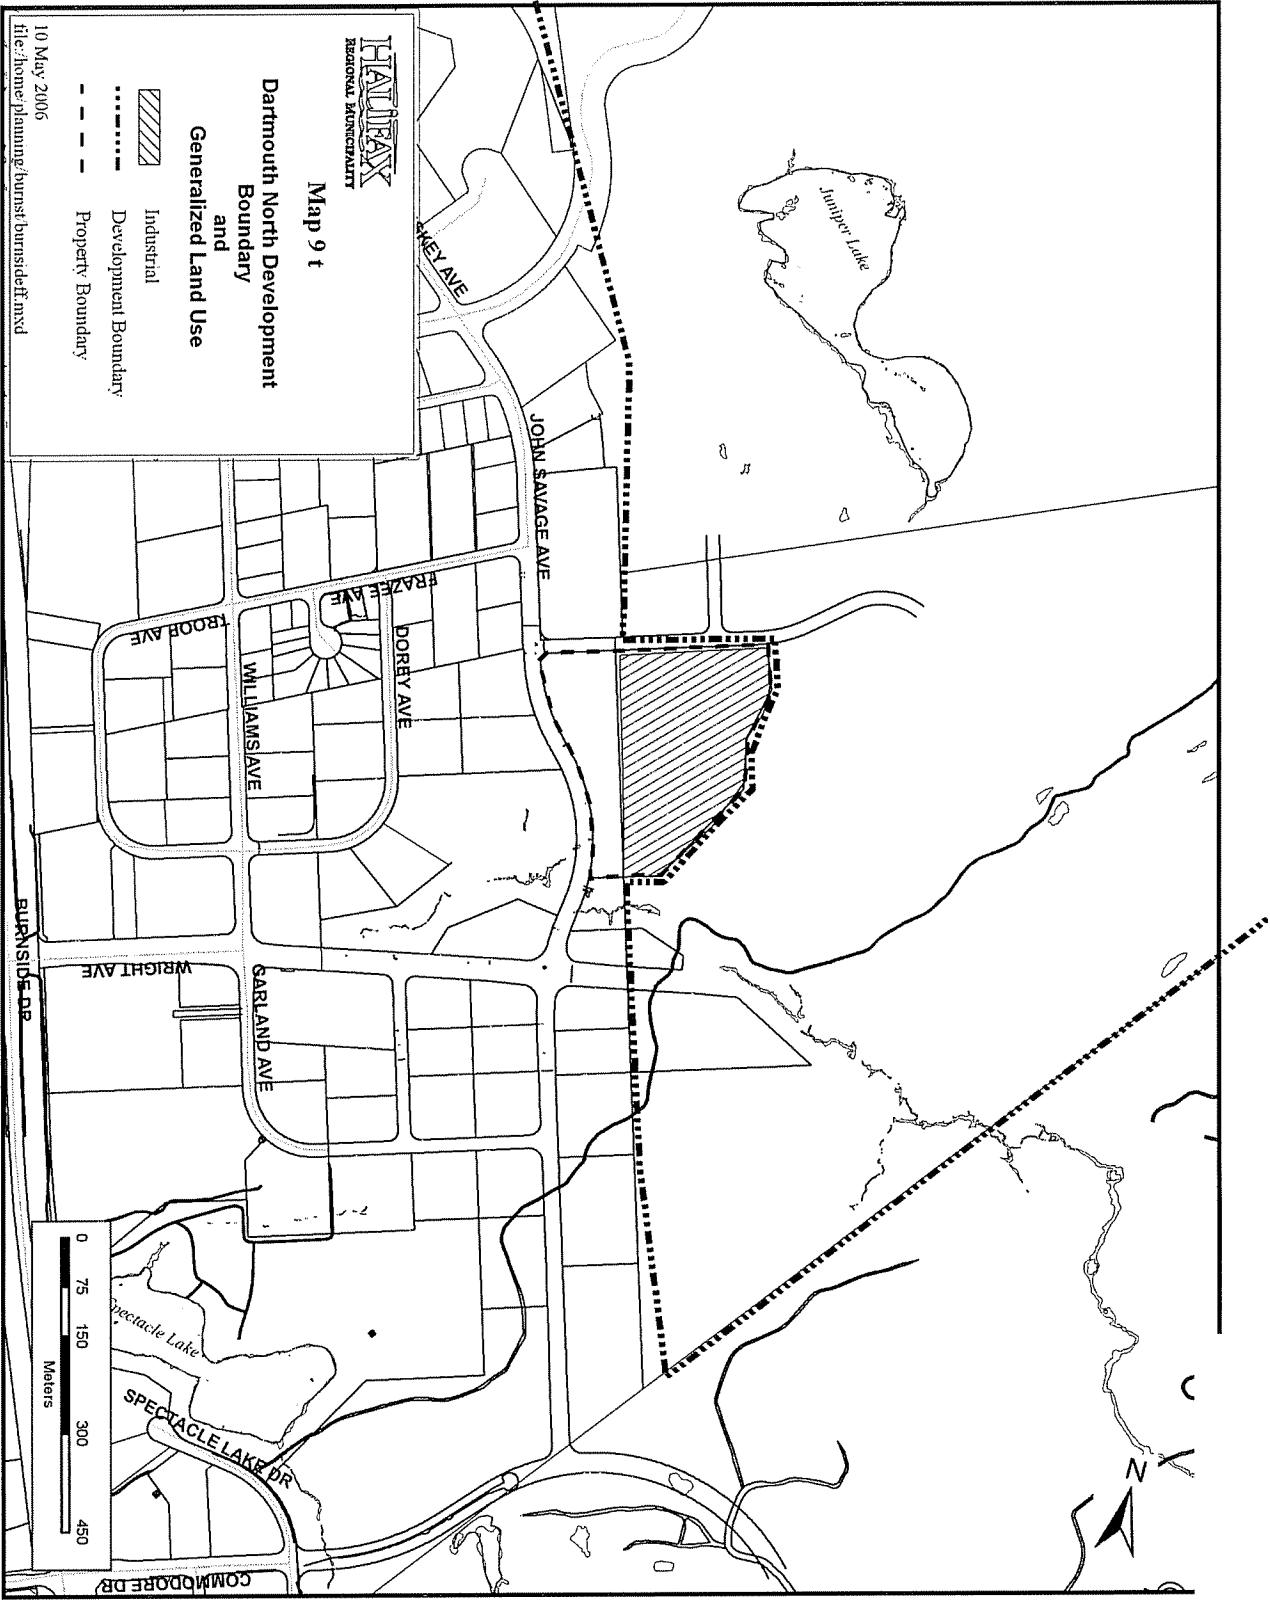 HALIFAX
REGIONAL MUNICIPALITY
Map 9 t
Dartmouth North Development
Boundary
and
Generalized Land Use
Industrial
Development Boundary
Property Boundary
10 May 2006
file:/home/planning/burnst/burnsideff.mxd
Juniper Lake
SKEY AVE
JOHN SAVAGE AVE
FRAZEE AVE
TROOP AVE
DOREY AVE
WILLIAMS AVE
WRIGHT AVE
GARLAND AVE
BURNSIDE DR
Spectacle Lake
SPECTACLE LAKE DR
COMMODORE DR
0 75 150 300 450
Meters
N